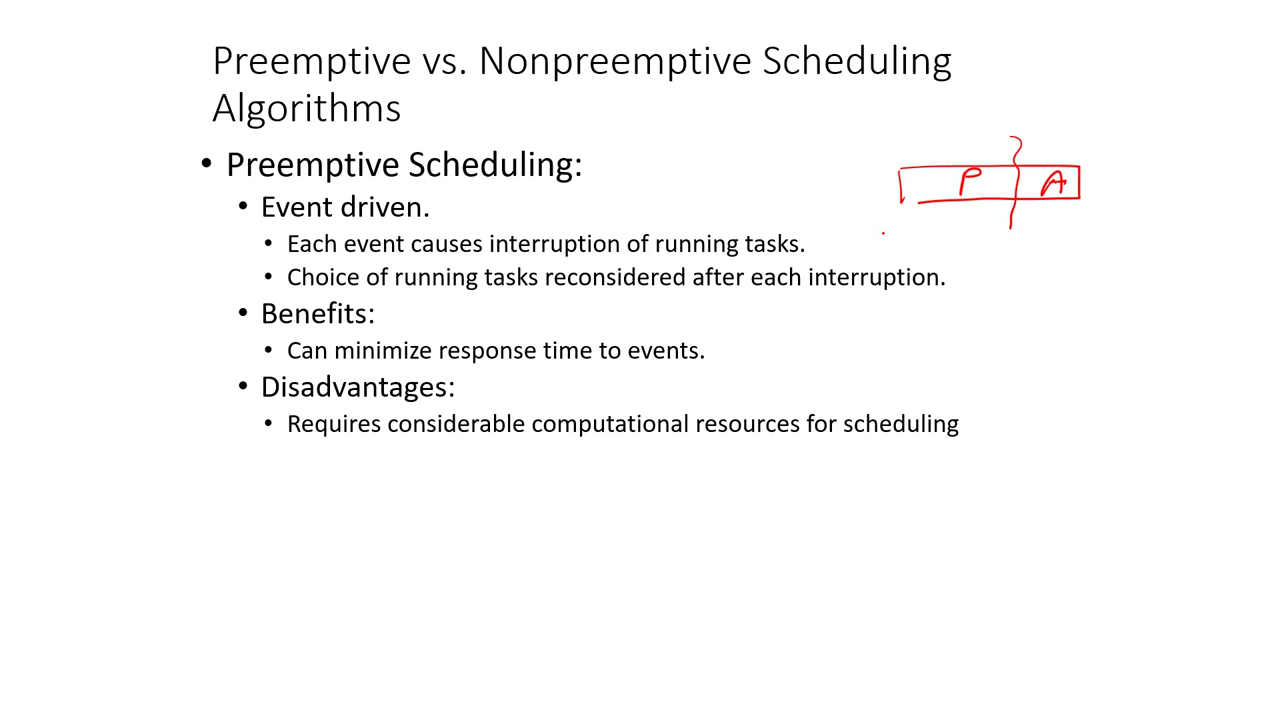 Preemptive vs. Nonpreemptive Scheduling
Algorithms
• Preemptive Scheduling:
• Event driven.
• Each event causes interruption of running tasks.
• Choice of running tasks reconsidered after each interruption.
• Benefits:
• Can minimize response time to events.
• Disadvantages:
• Requires considerable computational resources for scheduling
P A